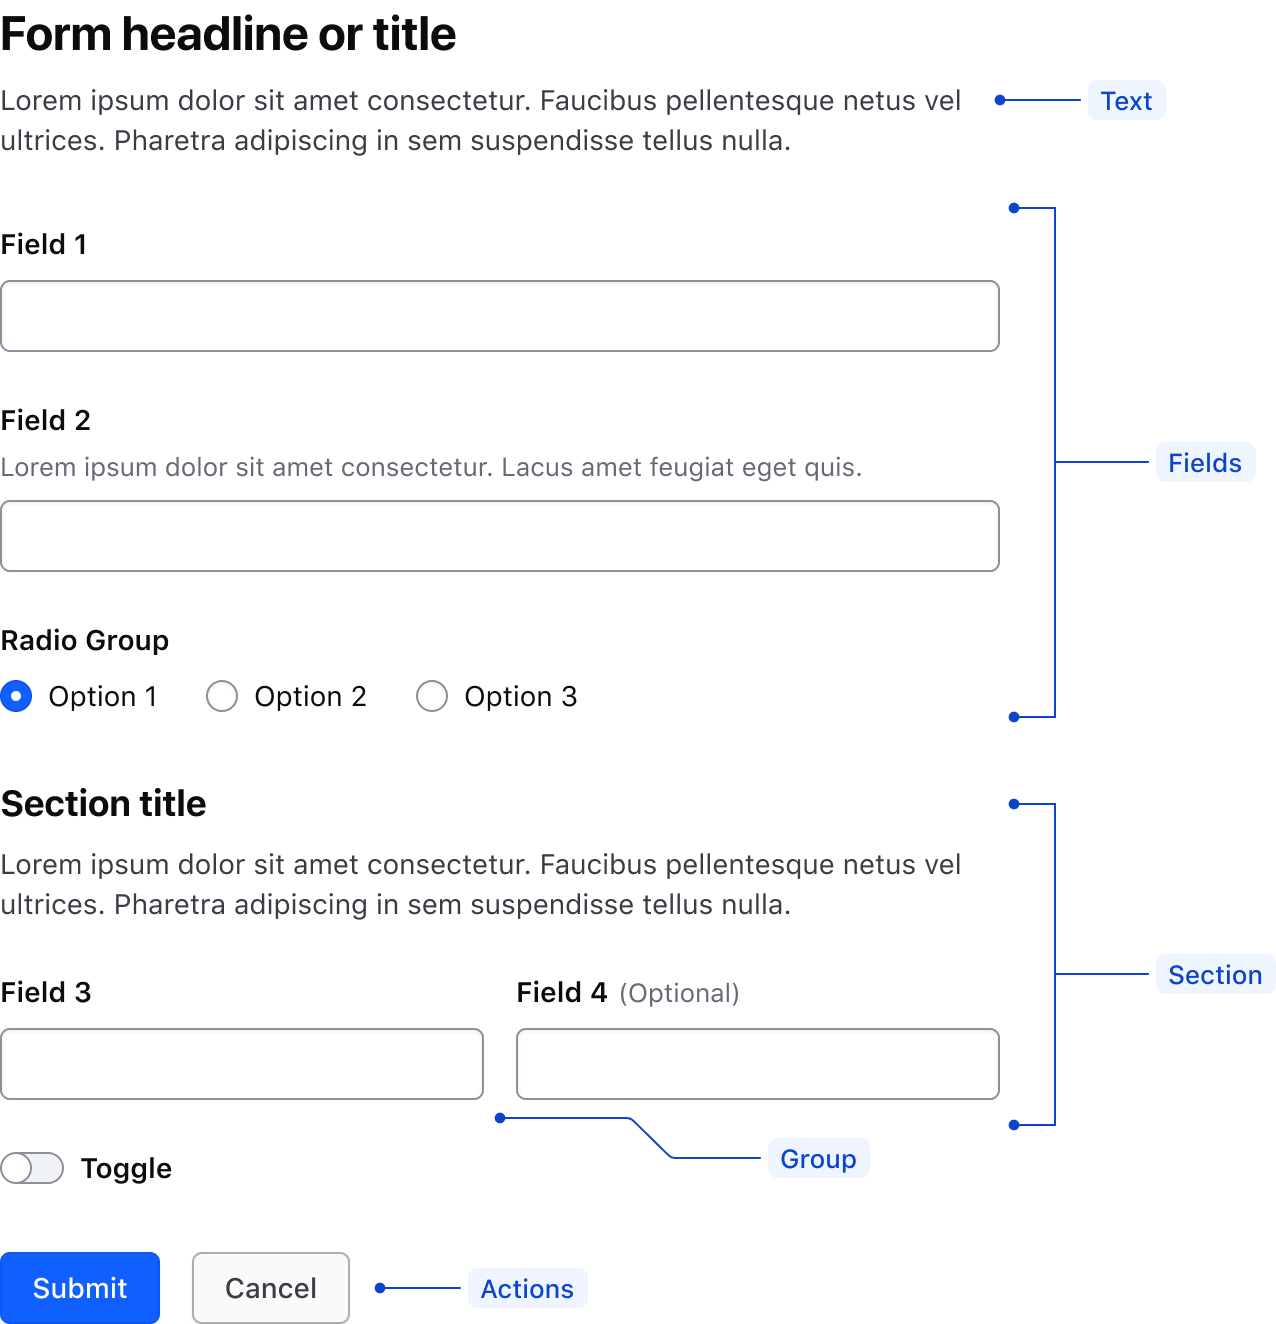 Form headline or title
Lorem ipsum dolor sit amet consectetur. Faucibus pellentesque netus vel
ultrices. Pharetra adipiscing in sem suspendisse tellus nulla.
Text
Field 1
Field 2
Lorem ipsum dolor sit amet consectetur. Lacus amet feugiat eget quis.
Fields
Radio Group
Option 1 Option 2 Option 3
Section title
Lorem ipsum dolor sit amet consectetur. Faucibus pellentesque netus vel
ultrices. Pharetra adipiscing in sem suspendisse tellus nulla.
Section
Field 3 Field 4 (Optional)
Group
Toggle
Submit Cancel Actions